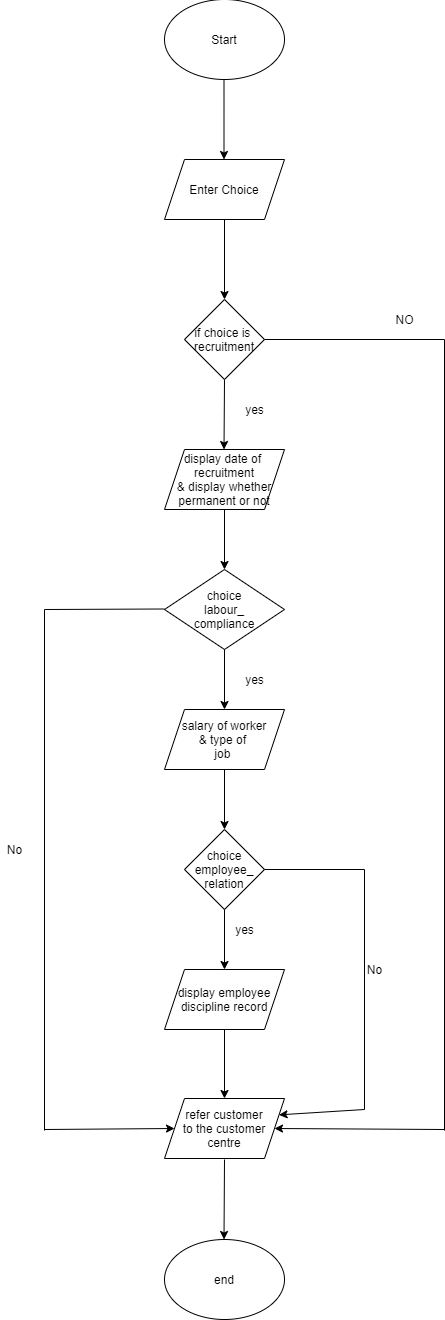 Start
Enter Choice
if choice is
recruitment
NO
yes
display date of
recruitment
& display whether
permanent or not
choice
labour_
compliance
yes
salary of worker
& type of
job
No
choice
employee_
relation
yes
No
display employee
discipline record
refer customer
to the customer
centre
end